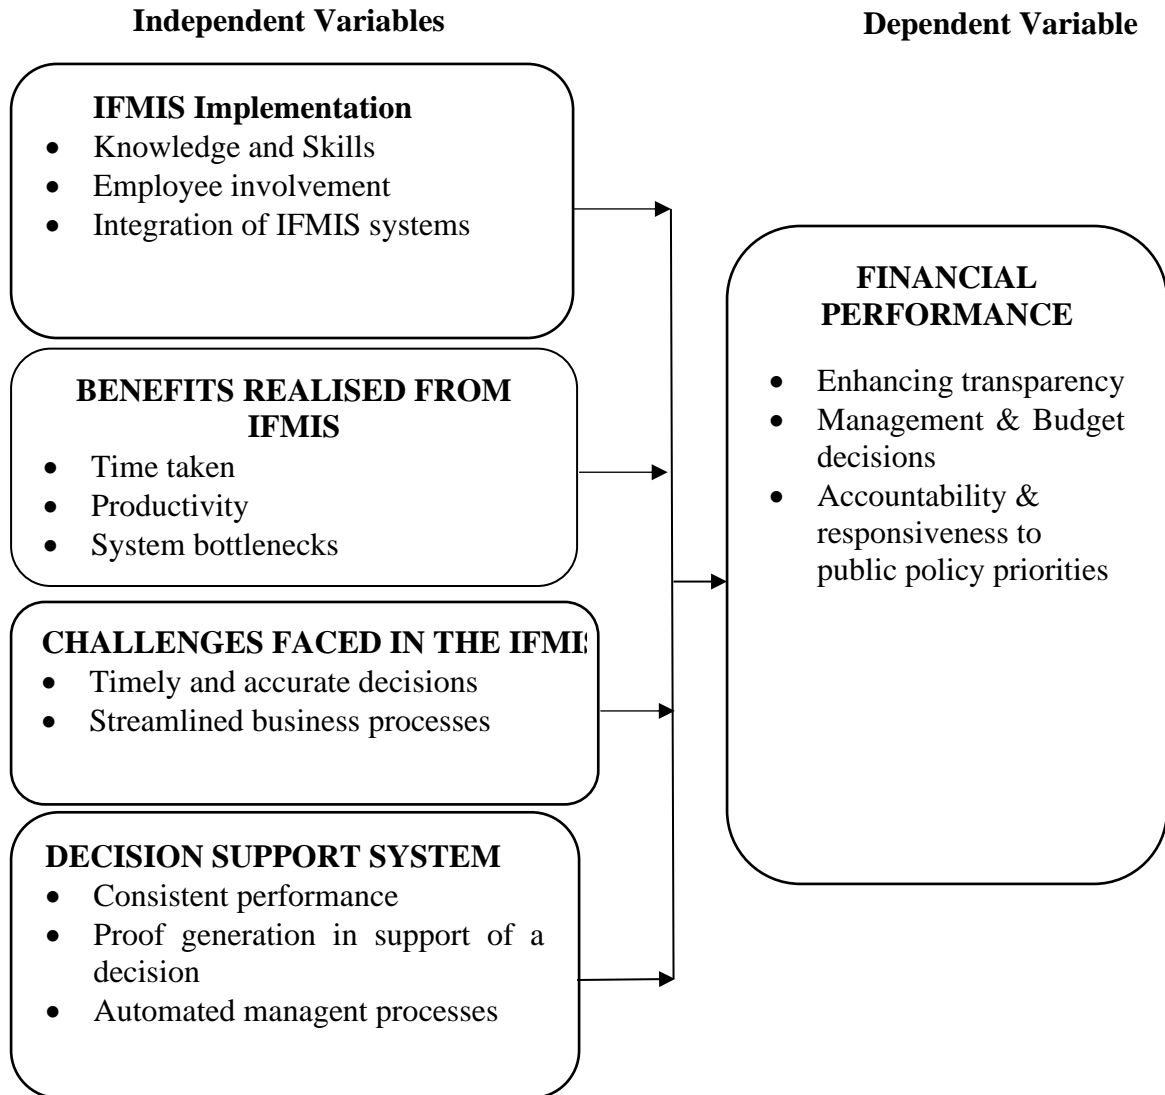 Independent Variables
Dependent Variable
IFMIS Implementation
• Knowledge and Skills
• Employee involvement
• Integration of IFMIS systems
BENEFITS REALISED FROM
IFMIS
• Time taken
• Productivity
• System bottlenecks
CHALLENGES FACED IN THE IFMIS
• Timely and accurate decisions
• Streamlined business processes
DECISION SUPPORT SYSTEM
• Consistent performance
• Proof generation in support of a
decision
• Automated managent processes
FINANCIAL
PERFORMANCE
• Enhancing transparency
• Management & Budget
decisions
• Accountability &
responsiveness to
public policy priorities